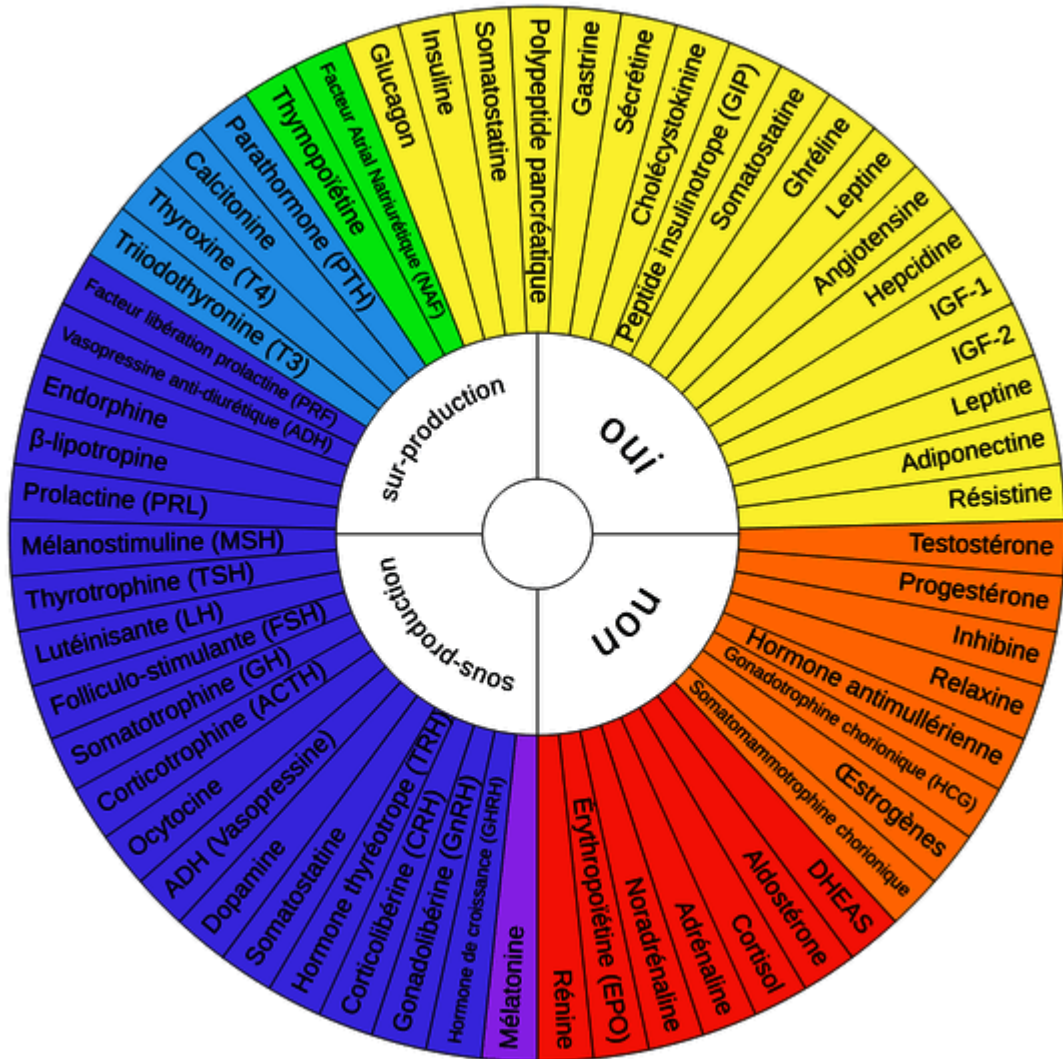 Glucagon
Insuline
Somatostatine
Polypeptide pancréatique
Gastrine
Sécrétine
Cholécystokinine
Peptide insulinotrope (GIP)
Somatostatine
Ghréline
Leptine
Angiotensine
Hepcidine
IGF-1
IGF-2
Leptine
Adiponectine
Résistine
Testostérone
Progestérone
Inhibine
Relaxine
Hormone antimullérienne
Gonadotrophine chorionique (HCG)
Œstrogènes
Somatomammotrophine chorionique
DHEAS
Aldostérone
Cortisol
Adrénaline
Noradrénaline
Érythropoïétine (EPO)
Rénine
Mélatonine
Hormone de croissance (GHRH)
Gonadolibérine (GnRH)
Corticolibérine (CRH)
Hormone thyréotrope (TRH)
Somatostatine
Dopamine
ADH (Vasopressine)
Ocytocine
Corticotrophine (ACTH)
Somatotrophine (GH)
Folliculo-stimulante (FSH)
Lutéinisante (LH)
Thyrotrophine (TSH)
Mélanostimuline (MSH)
Prolactine (PRL)
β-lipotropine
Endorphine
Vasopressine anti-diurétique (ADH)
Facteur libération prolactine (PRF)
Triiodothyronine (T3)
Thyroxine (T4)
Calcitonine
Parathormone (PTH)
Thymopoïétine
Facteur Atrial Natriurétique (NAF)
sur-production
oui
non
sous-production